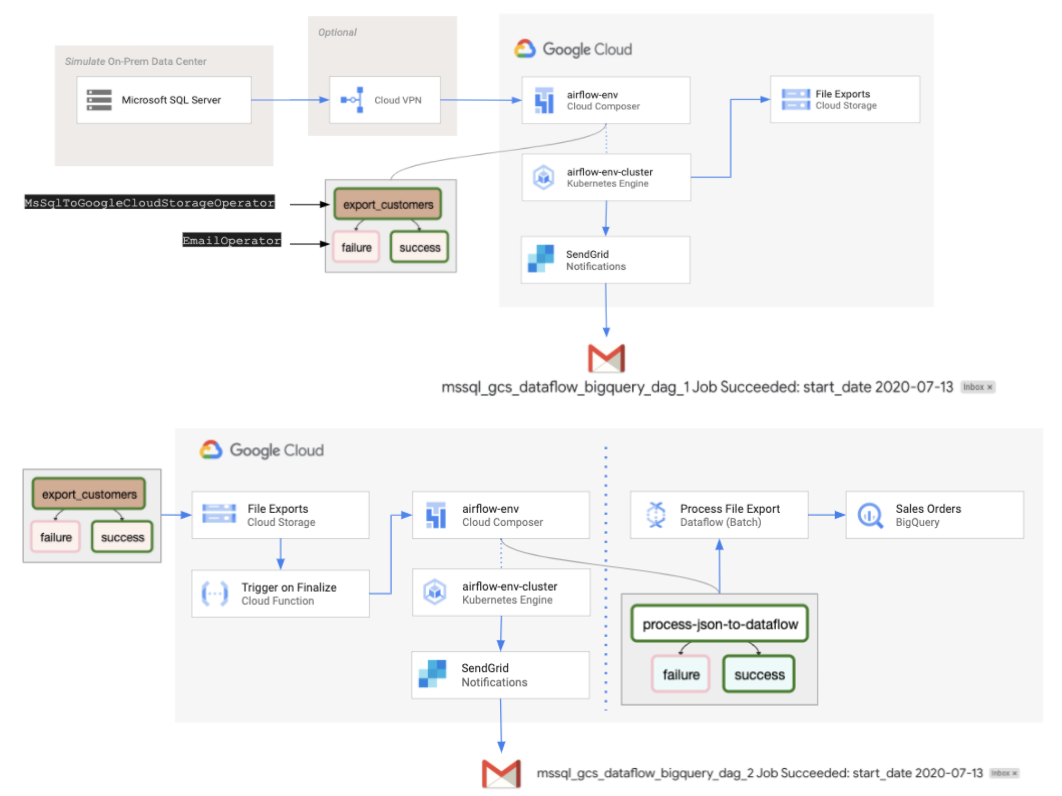 Optional
Simulate On-Prem Data Center
Microsoft SQL Server
Cloud VPN
Google Cloud
airflow-env
Cloud Composer
File Exports
Cloud Storage
airflow-env-cluster
Kubernetes Engine
MsSqlToGoogleCloudStorageOperator
export_customers
EmailOperator
failure
success
SendGrid
Notifications
mssql_gcs_dataflow_bigquery_dag_1 Job Succeeded: start_date 2020-07-13 Inbox ×
Google Cloud
export_customers
failure
success
File Exports
Cloud Storage
Trigger on Finalize
Cloud Function
airflow-env
Cloud Composer
airflow-env-cluster
Kubernetes Engine
SendGrid
Notifications
Process File Export
Dataflow (Batch)
Sales Orders
BigQuery
process-json-to-dataflow
failure
success
mssql_gcs_dataflow_bigquery_dag_2 Job Succeeded: start_date 2020-07-13 Inbox ×